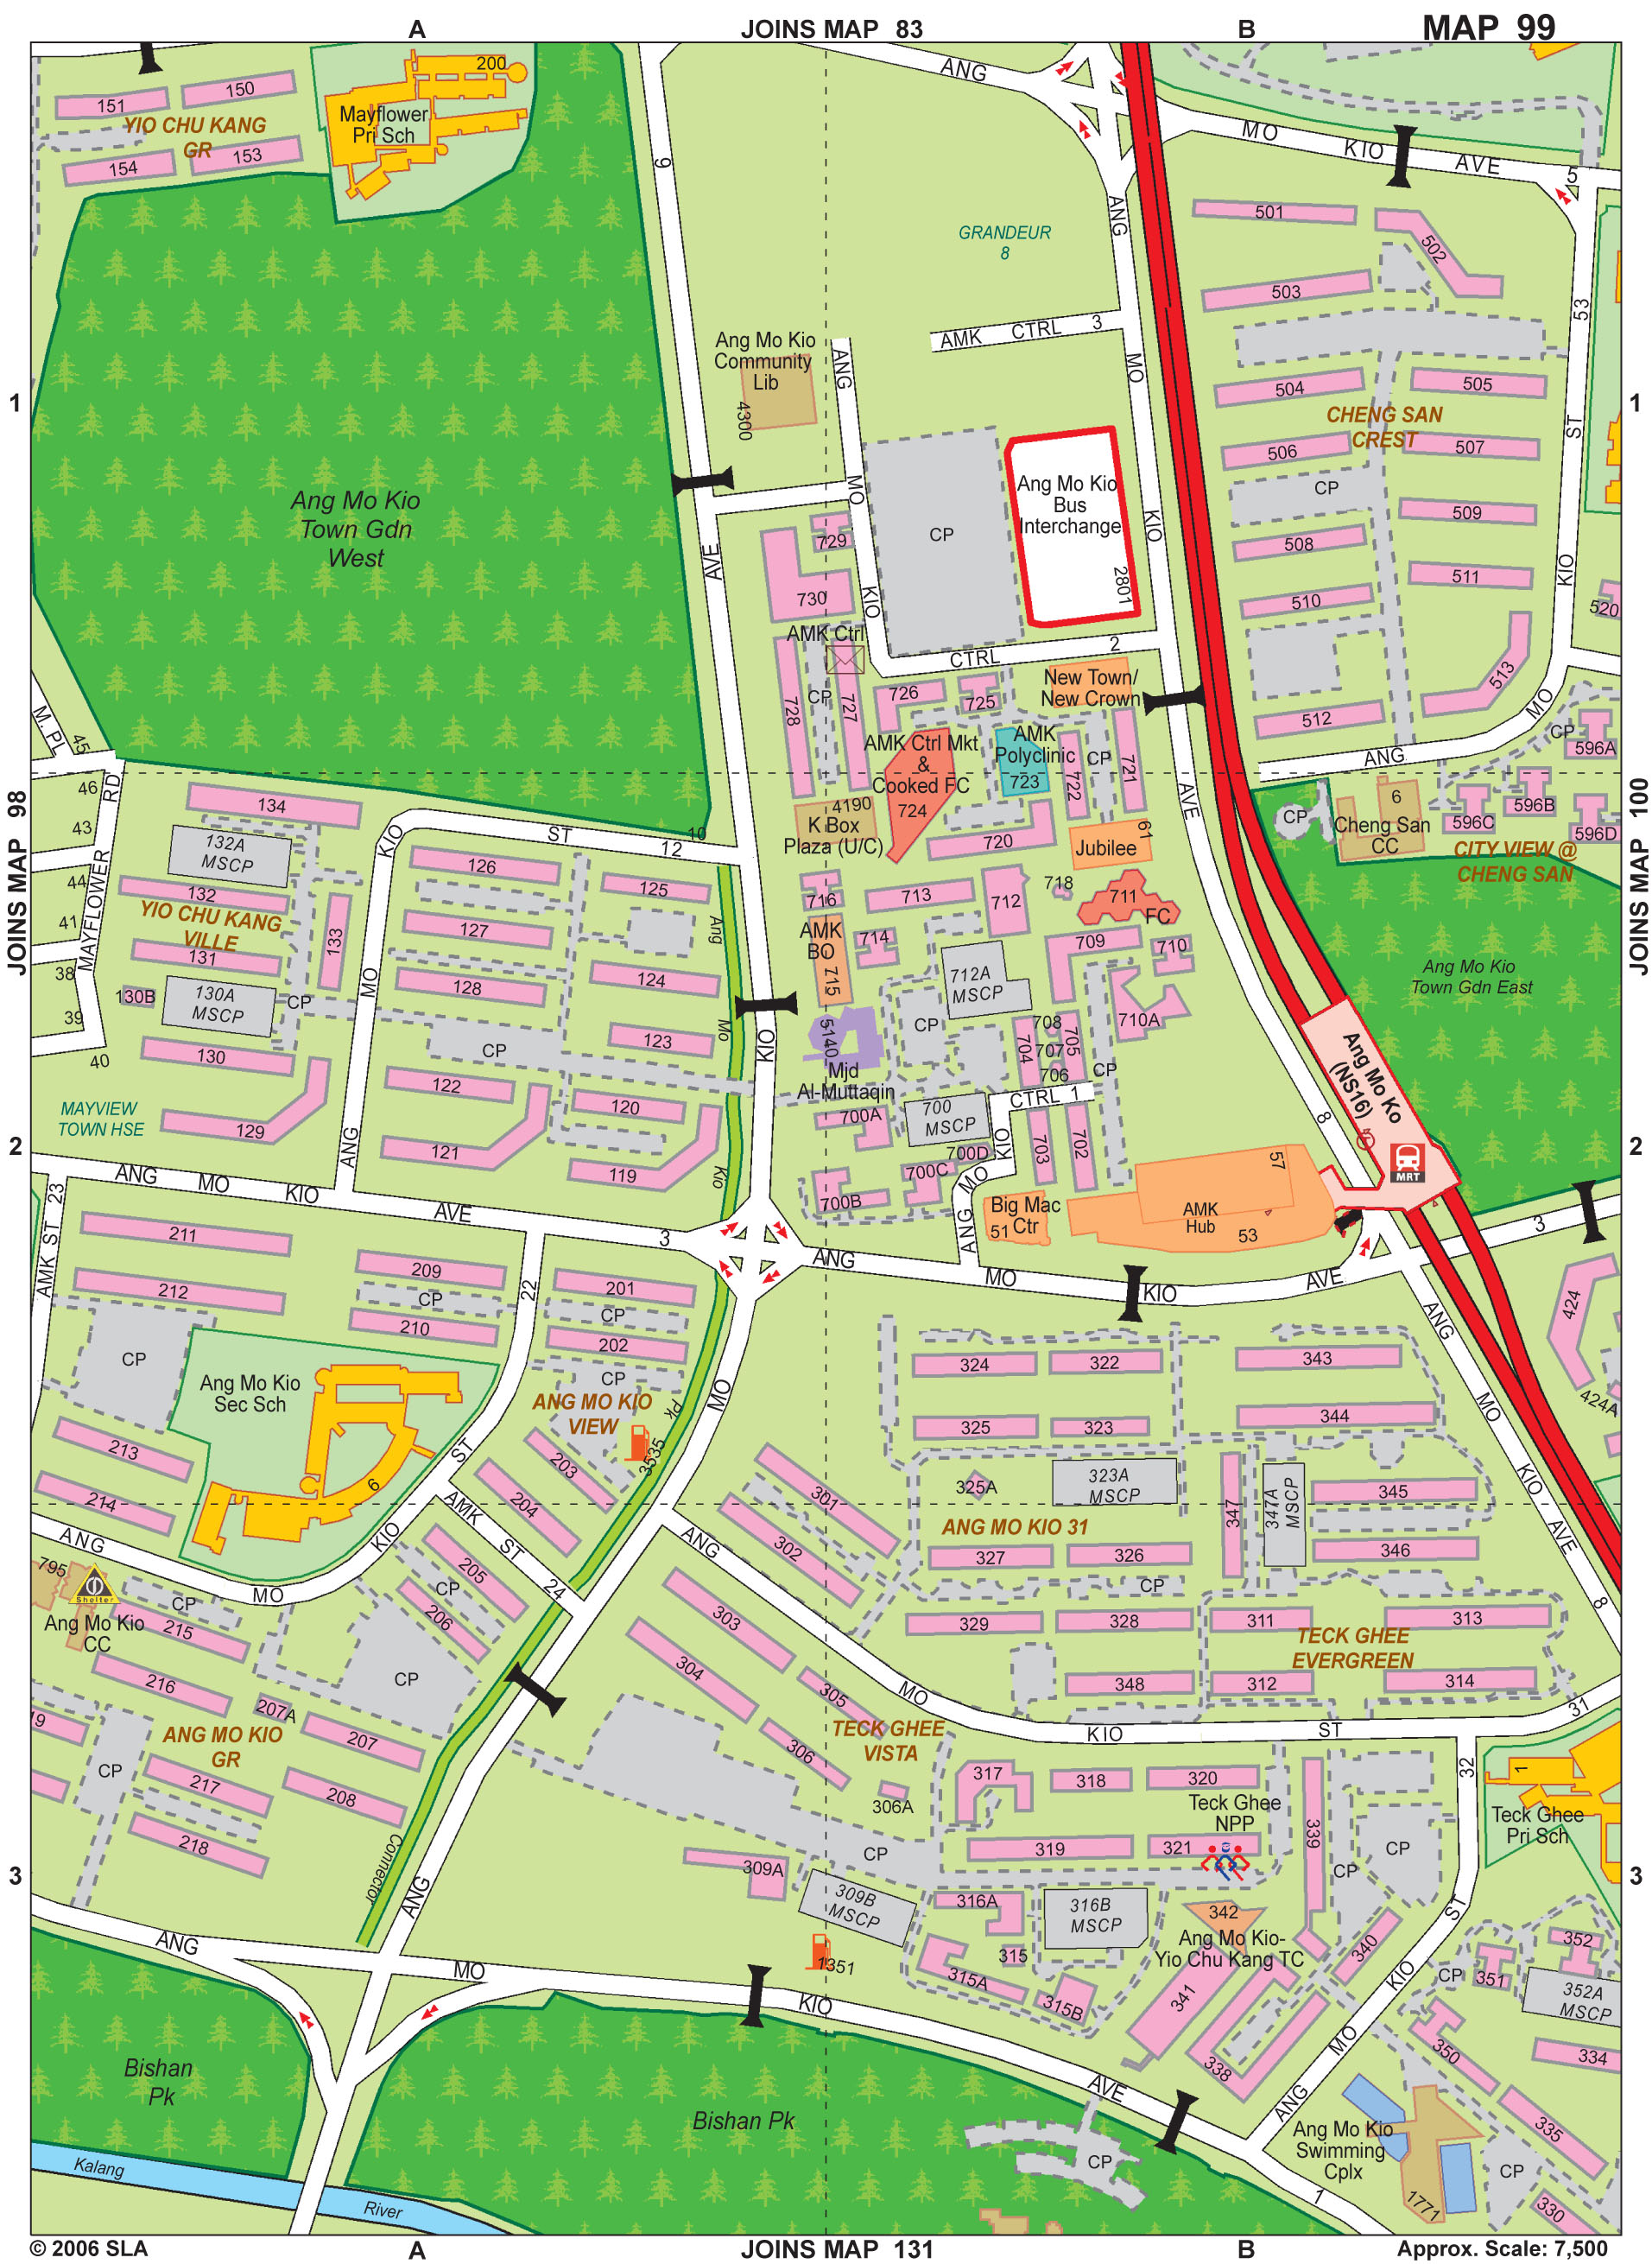 A
JOINS MAP 83
B
MAP 99
200
Mayflower
Pri Sch
151
150
YIO CHU KANG
GR
154
153
6
ANG
MO
KIO
AVE
5
GRANDEUR
8
ANG
501
502
503
53
AMK CTRL 3
Ang Mo Kio
Community
Lib
4300
ANG
MO
504
505
1
CHENG SAN
CREST
1
ST
506
507
CP
Ang Mo Kio
Town Gdn
West
MO
Ang Mo Kio
Bus
Interchange
2801
CP
KIO
509
508
511
KIO
510
520
AVE
729
730
KIO
AMK Ctrl
CTRL
2
728
CP
727
726
725
New Town/
New Crown
513
512
MO
M. PL
45
AMK Ctrl Mkt
&
Cooked FC
724
AMK
Polyclinic
723
722
CP
721
ANG
CP
596A
596B
596C
596D
46
RD
43
44
41
MAYFLOWER
38
39
40
JOINS MAP 98
JOINS MAP 100
134
132A
MSCP
132
YIO CHU KANG
VILLE
133
131
130B
130A
MSCP
CP
130
MAYVIEW
TOWN HSE
129
KIO
ST
12
10
MO
ANG
126
125
127
124
128
123
CP
122
120
121
119
Ang
Mo
Kio
KIO
4190
K Box
Plaza (U/C)
720
61
Jubilee
AVE
CP
6
Cheng San
CC
CITY VIEW @
CHENG SAN
716
713
712
718
711
FC
AMK
BO
715
714
712A
MSCP
709
710
710A
Ang Mo Kio
Town Gdn East
5140
Mjd
Al-Muttaqin
CP
704
708
707
706
705
CP
Ang Mo Ko
(NS16)
MRT
8
700A
700
MSCP
CTRL 1
KIO
MO
ANG
703
702
700D
700C
700B
Big Mac
51 Ctr
57
AMK
Hub
53
2
2
ANG MO KIO AVE 3
ANG MO KIO AVE 3
AMK ST 23
211
212
209
CP
210
22
201
CP
202
CP
CP
Ang Mo Kio
Sec Sch
6
213
214
ANG MO KIO
VIEW
3535
203
204
Pk
MO
ST
KIO
MO
ANG
AMK ST 24
205
CP
206
324
322
343
325
323
344
325A
323A
MSCP
347
347A
MSCP
345
346
ANG
MO
KIO
AVE
8
424
424A
301
302
ANG MO KIO 31
327
326
CP
329
328
311
313
TECK GHEE
EVERGREEN
348
312
314
795
Shelter
Ang Mo Kio
CC
CP
215
216
CP
207A
19
ANG MO KIO
GR
207
CP
217
208
218
ANG
MO
KIO
ST
31
303
304
305
306
TECK GHEE
VISTA
306A
317
318
320
Teck Ghee
NPP
319
321
339
CP
CP
32
1
Teck Ghee
Pri Sch
3
3
Connector
ANG
309A
CP
309B
MSCP
316A
316B
MSCP
342
Ang Mo Kio-
Yio Chu Kang TC
ST
315
315A
315B
341
340
338
KIO
MO
ANG
CP
351
352
352A
MSCP
350
334
335
330
1351
ANG
MO
KIO
AVE
1
Bishan
Pk
Bishan Pk
CP
Ang Mo Kio
Swimming
Cplx
1771
CP
Kalang
River
© 2006 SLA
A
JOINS MAP 131
B
Approx. Scale: 7,500